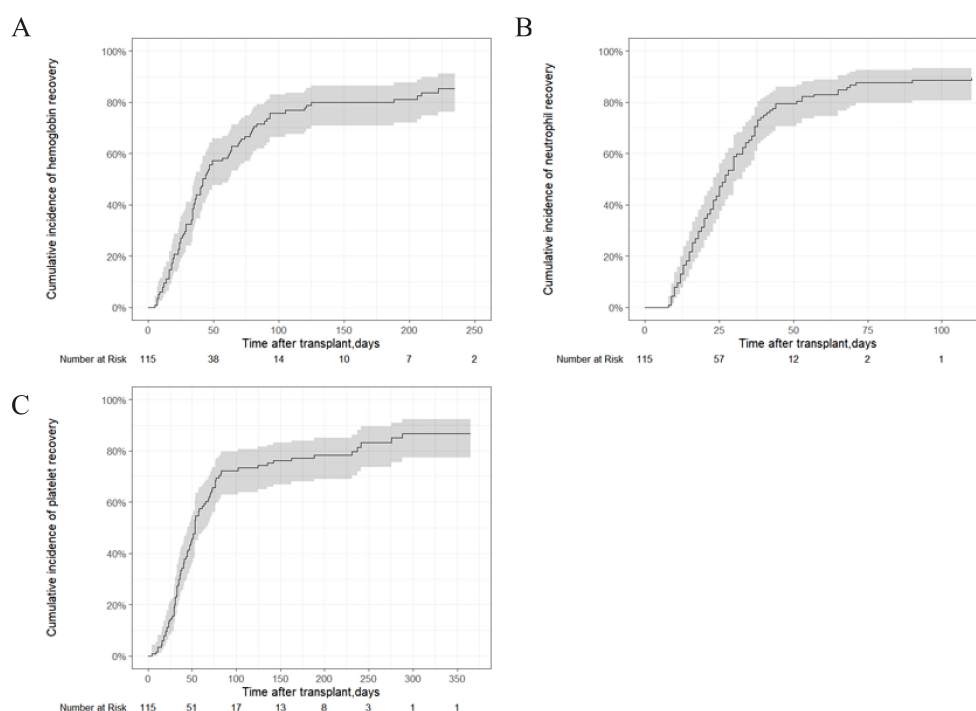 A
Cumulative incidence of hemoglobin recovery
100%
80%
60%
40%
20%
0%
0 50 100 150 200 250
Time after transplant,days
Number at Risk 115 38 14 10 7 2
B
Cumulative incidence of neutrophil recovery
100%
80%
60%
40%
20%
0%
0 25 50 75 100
Time after transplant,days
Number at Risk 115 57 12 2 1
C
Cumulative incidence of platelet recovery
100%
80%
60%
40%
20%
0%
0 50 100 150 200 250 300 350
Time after transplant,days
Number at Risk 115 51 17 13 8 3 1 1